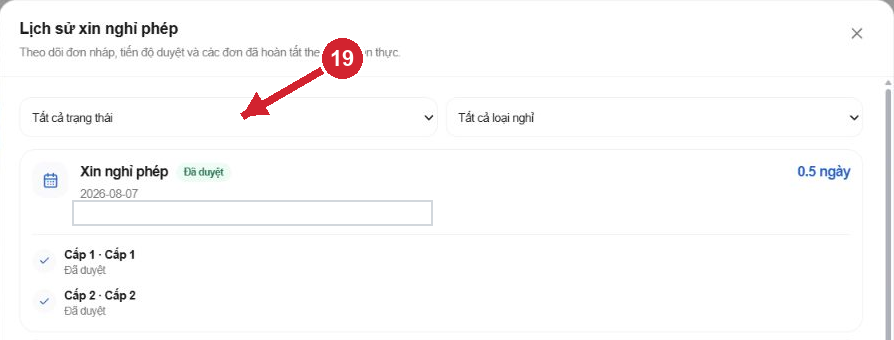 Lịch sử xin nghỉ phép
Theo dõi đơn nháp, tiến độ duyệt và các đơn đã hoàn tất the thực.
19
Tất cả trạng thái
Tất cả loại nghỉ
Xin nghỉ phép Đã duyệt
0.5 ngày
2026-08-07
Cấp 1 · Cấp 1
Đã duyệt
Cấp 2 · Cấp 2
Đã duyệt